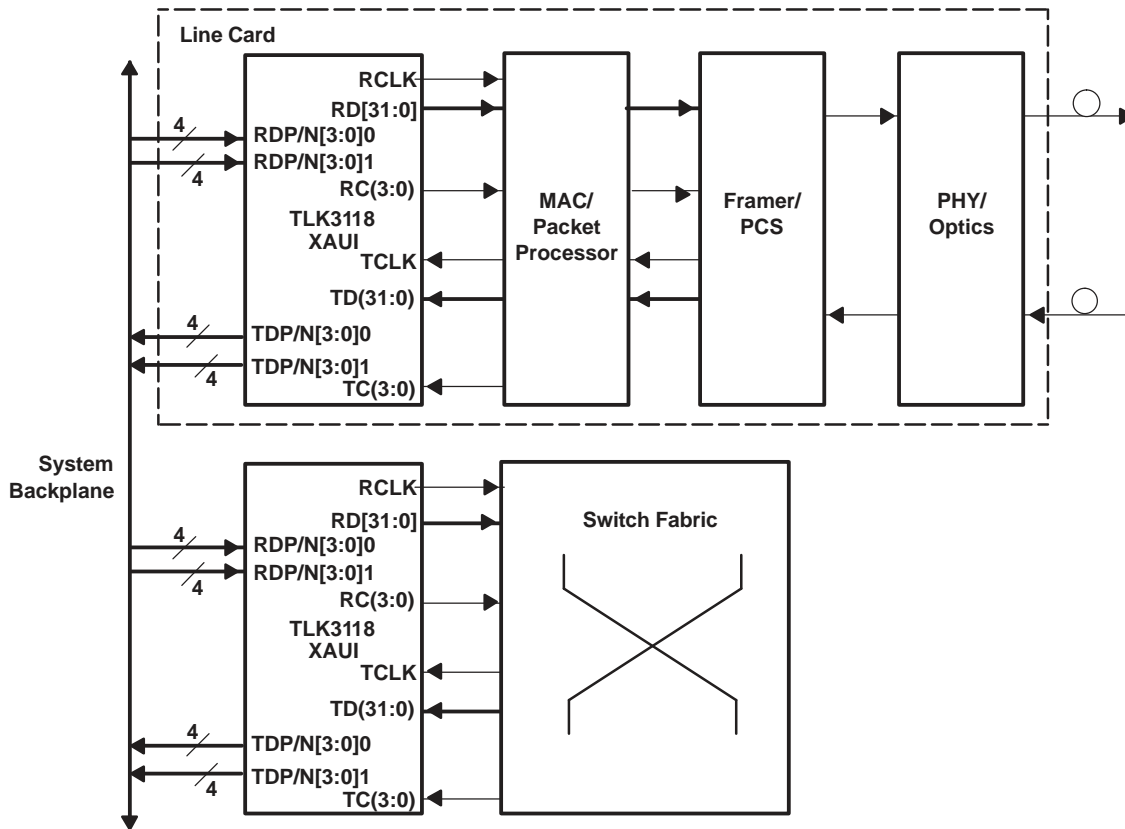 Line Card
RCLK
RD[31:0]
4
RDP/N[3:0]0
RDP/N[3:0]1
4
RC(3:0)
TLK3118
XAUI
TCLK
TD(31:0)
4
TDP/N[3:0]0
TDP/N[3:0]1
4
TC(3:0)
MAC/
Packet
Processor
Framer/
PCS
PHY/
Optics
System
Backplane
RCLK
RD[31:0]
4
RDP/N[3:0]0
RDP/N[3:0]1
4
RC(3:0)
TLK3118
XAUI
TCLK
TD(31:0)
4
TDP/N[3:0]0
TDP/N[3:0]1
4
TC(3:0)
Switch Fabric